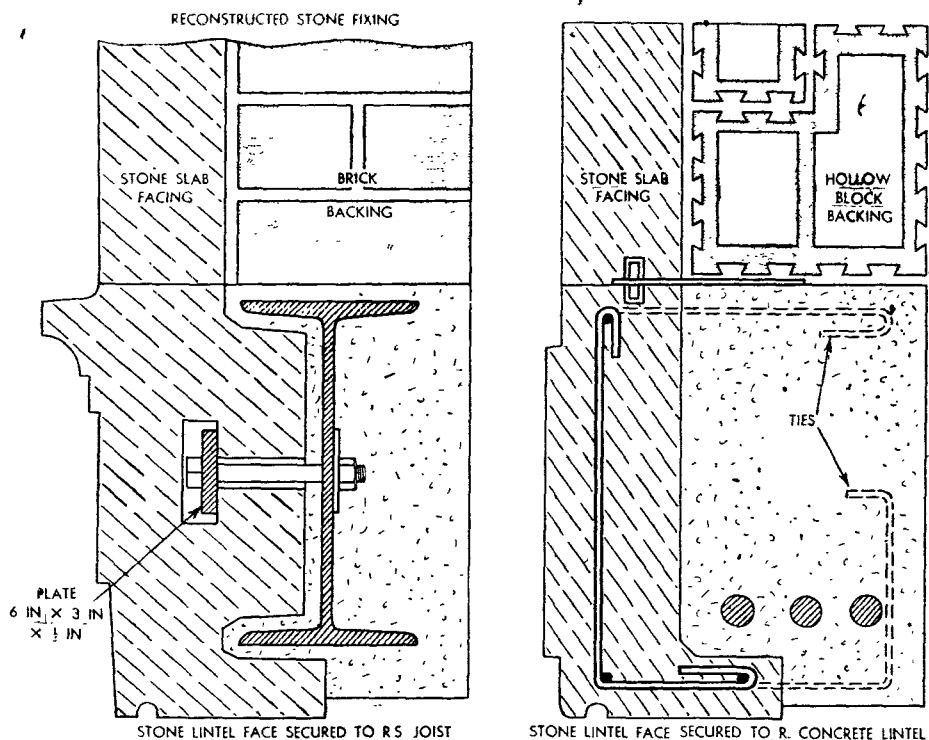 RECONSTRUCTED STONE FIXING
STONE SLAB
FACING
BRICK
BACKING
PLATE
6 IN × 3 IN
× ½ IN
STONE LINTEL FACE SECURED TO RS JOIST
STONE SLAB
FACING
HOLLOW
BLOCK
BACKING
TIES
STONE LINTEL FACE SECURED TO R. CONCRETE LINTEL